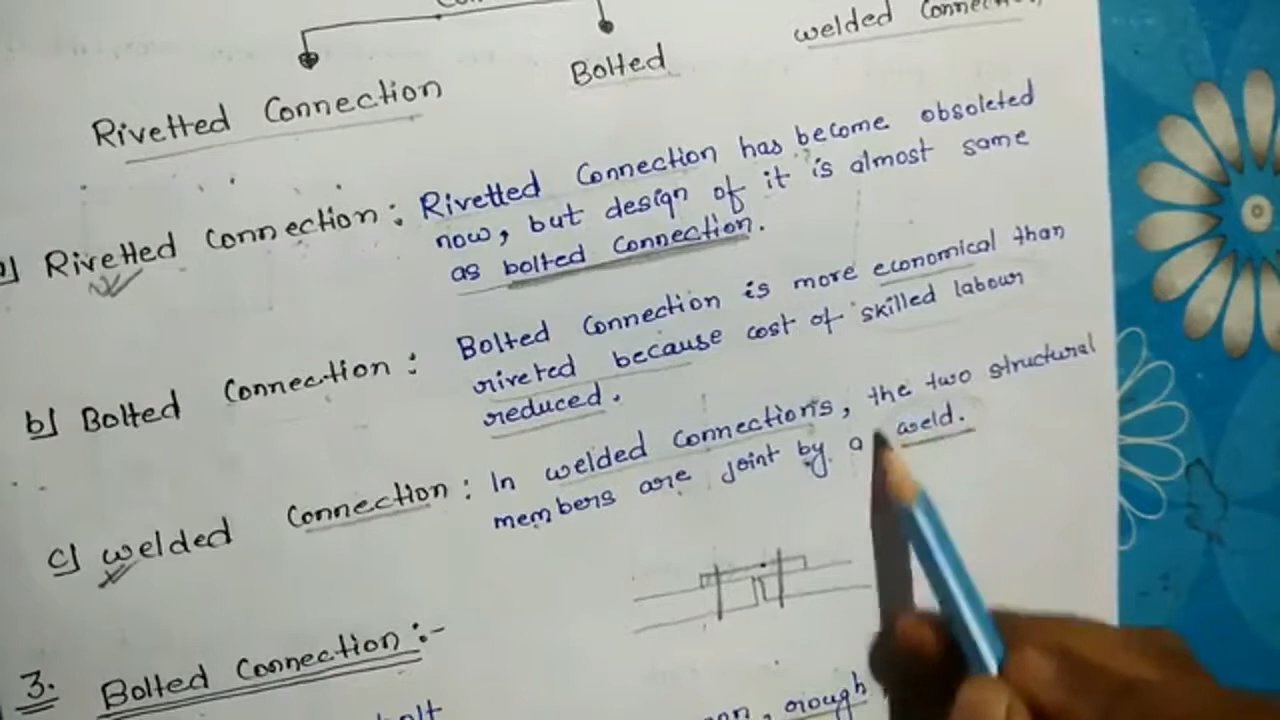 welded
Bolted
Rivetted Connection
a) Rivetted Connection : Rivetted Connection has become obsoleted
now, but design of it is almost same
as bolted Connection.
b) Bolted Connection : Bolted Connection is more economical than
riveted because cost of skilled labour
reduced.
c) welded Connection : In welded Connections, the two structural
members are joint by a weld.
3. Bolted Connection :-